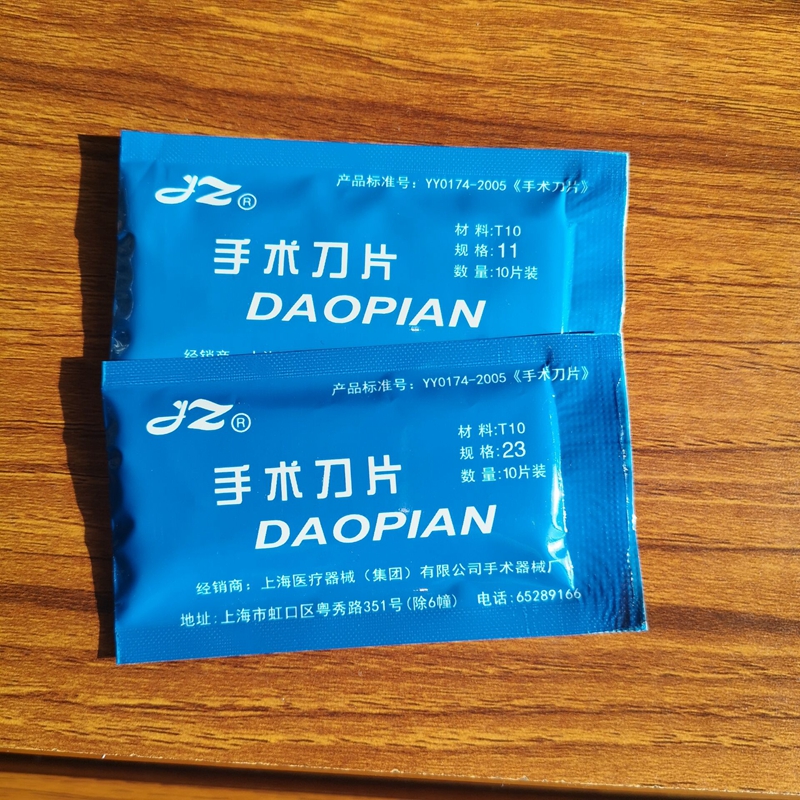 JZ®
产品标准号：YY0174-2005《手术刀片》
材 料:T10
规 格:11
数 量:10片装
手术刀片
DAOPIAN
经销商
JZ®
产品标准号：YY0174-2005《手术刀片》
材 料:T10
规 格:23
数 量:10片装
手术刀片
DAOPIAN
经销商：上海医疗器械（集团）有限公司手术器械厂
地址:上海市虹口区粤秀路351号(除6幢) 电话:65289166